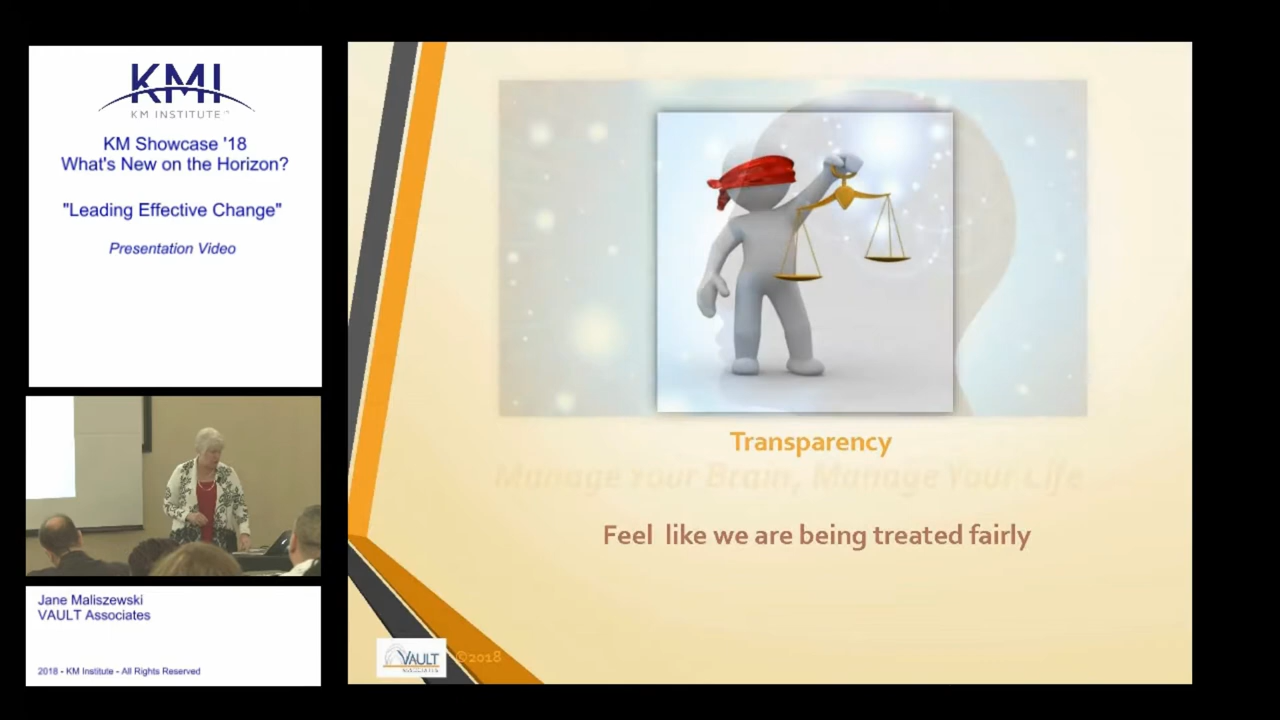 KMI
KM INSTITUTE
KM Showcase '18
What's New on the Horizon?
"Leading Effective Change"
Presentation Video
Jane Maliszewski
VAULT Associates
2018 - KM Institute - All Rights Reserved
Transparency
Manage Your Brain, Manage Your Life
Feel like we are being treated fairly
VAULT
©2018